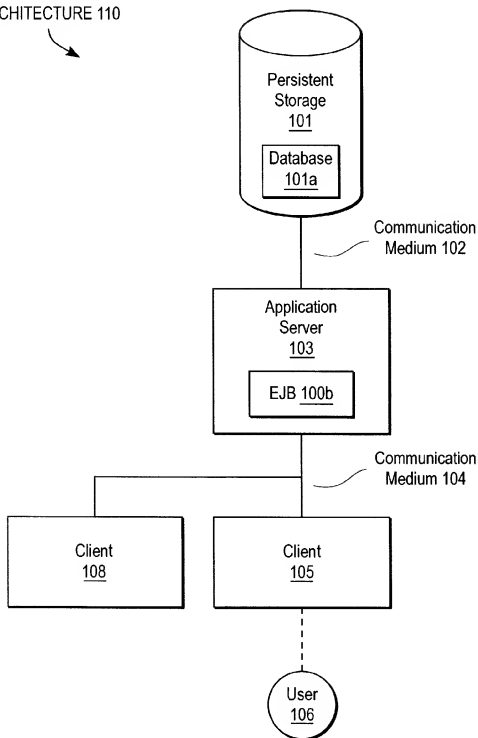 CHITECTURE 110
Persistent
Storage
101
Database
101a
Communication
Medium 102
Application
Server
103
EJB 100b
Communication
Medium 104
Client
108
Client
105
User
106